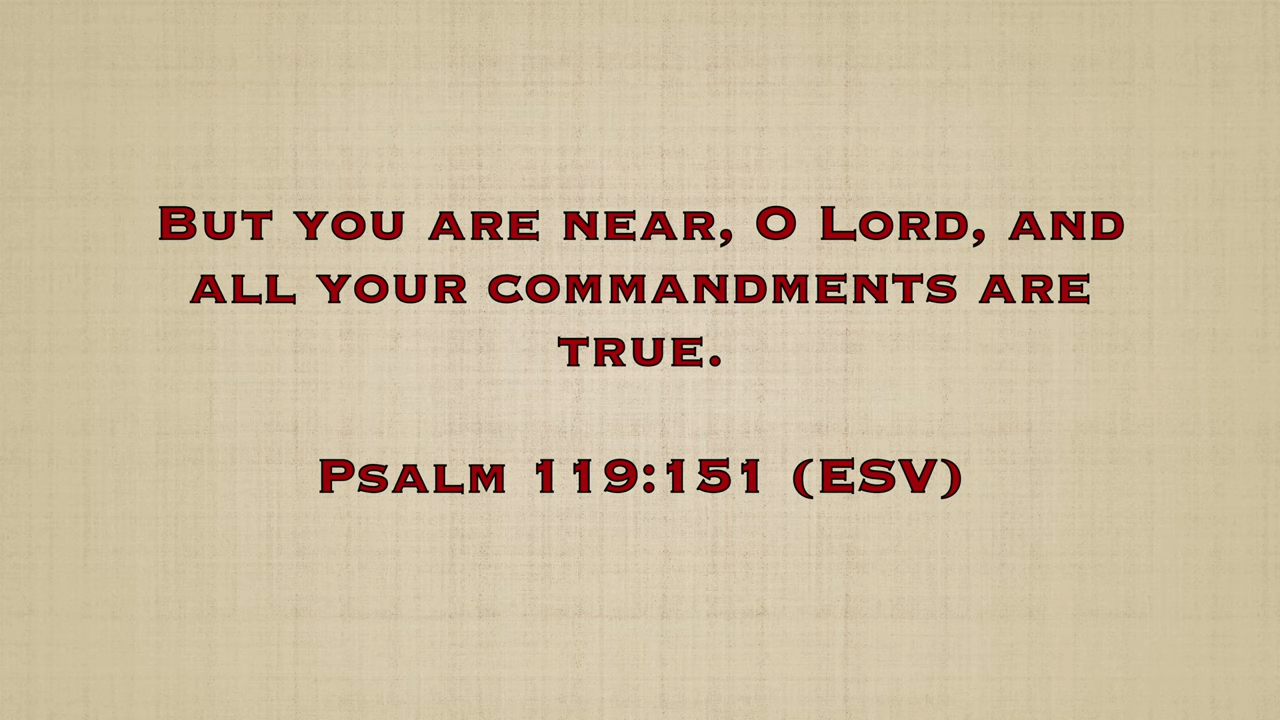 But you are near, O Lord, and
all your commandments are
true.
Psalm 119:151 (ESV)